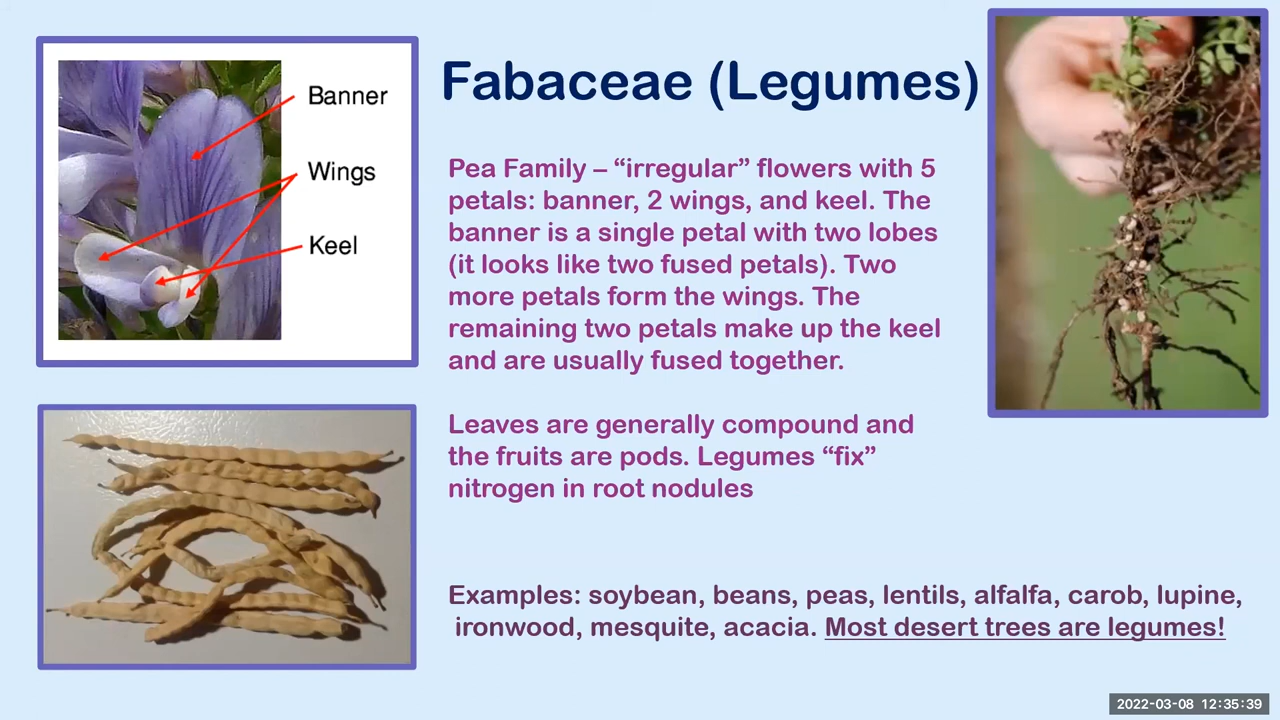 Banner
Wings
Keel
Fabaceae (Legumes)
Pea Family – “irregular” flowers with 5
petals: banner, 2 wings, and keel. The
banner is a single petal with two lobes
(it looks like two fused petals). Two
more petals form the wings. The
remaining two petals make up the keel
and are usually fused together.
Leaves are generally compound and
the fruits are pods. Legumes “fix”
nitrogen in root nodules
Examples: soybean, beans, peas, lentils, alfalfa, carob, lupine,
ironwood, mesquite, acacia. Most desert trees are legumes!
2022-03-08 12:35:39